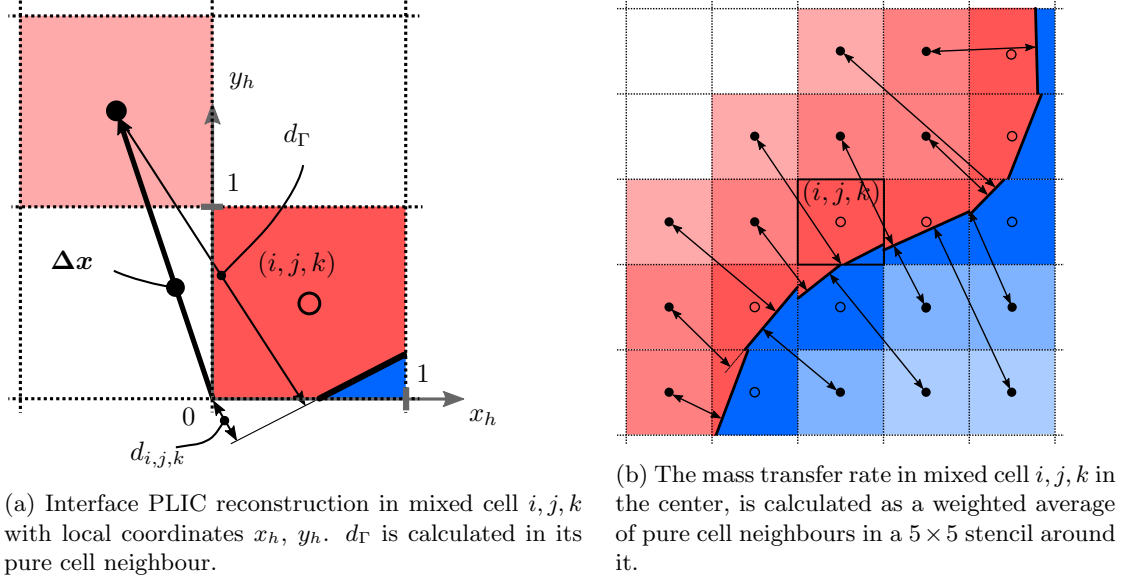 y_h
d_Γ
1
Δx
(i, j, k)
1
0
x_h
d_{i,j,k}
(a) Interface PLIC reconstruction in mixed cell i, j, k
with local coordinates x_h, y_h. d_Γ is calculated in its
pure cell neighbour.
(i, j, k)
(b) The mass transfer rate in mixed cell i, j, k in
the center, is calculated as a weighted average
of pure cell neighbours in a 5 × 5 stencil around
it.